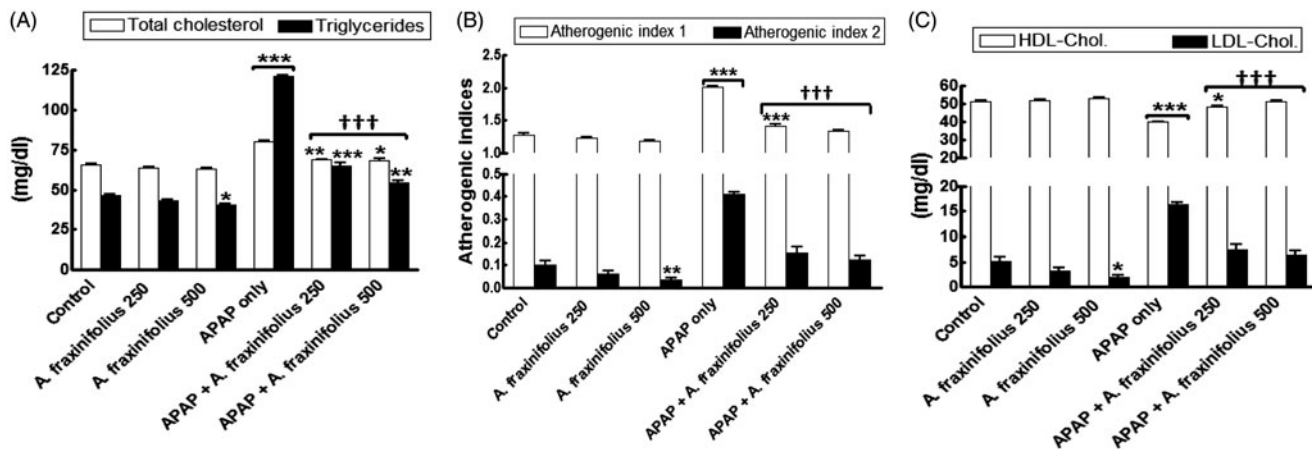 (A)
Total cholesterol Triglycerides
(mg/dl)
125
100
75
50
25
0
***
†††
** *** *
* **
Control
A. fraxinifolius 250
A. fraxinifolius 500
APAP only
APAP + A. fraxinifolius 250
APAP + A. fraxinifolius 500
(B)
Atherogenic index 1 Atherogenic index 2
Atherogenic Indices
2.5
2.0
1.5
1.0
0.5
0.4
0.3
0.2
0.1
0.0
***
†††
***
**
Control
A. fraxinifolius 250
A. fraxinifolius 500
APAP only
APAP + A. fraxinifolius 250
APAP + A. fraxinifolius 500
(C)
HDL-Chol. LDL-Chol.
(mg/dl)
60
50
40
30
20
20
15
10
5
0
***
†††
*
*
Control
A. fraxinifolius 250
A. fraxinifolius 500
APAP only
APAP + A. fraxinifolius 250
APAP + A. fraxinifolius 500